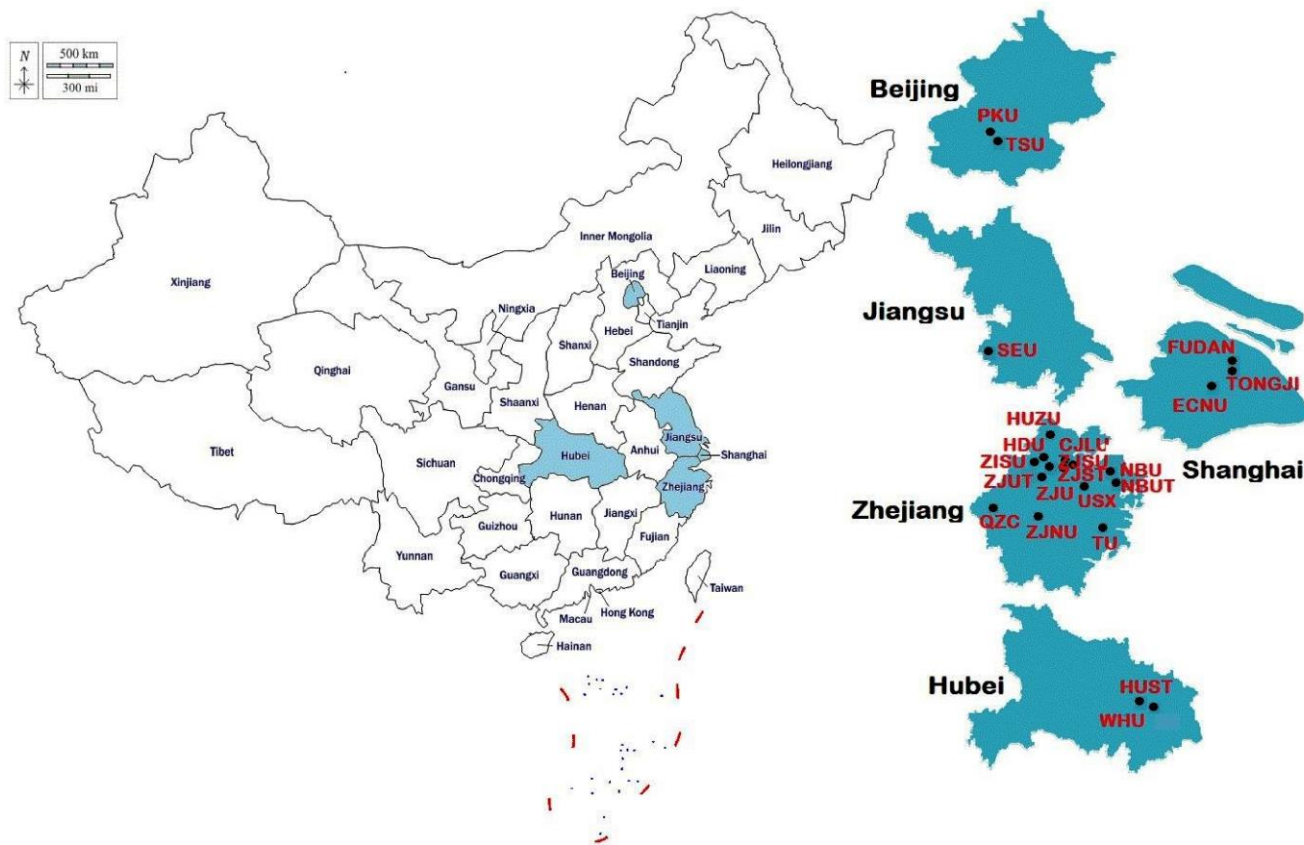 N
500 km
300 mi
Heilongjiang
Jilin
Inner Mongolia
Liaoning
Xinjiang
Beijing
Ningxia
Tianjin
Hebei
Shanxi
Shandong
Qinghai
Gansu
Shaanxi
Henan
Jiangsu
Tibet
Sichuan
Hubei
Anhui
Shanghai
Chongqing
Zhejiang
Hunan
Jiangxi
Guizhou
Fujian
Yunnan
Guangxi
Guangdong
Taiwan
Hong Kong
Macau
Hainan
Beijing
PKU
TSU
Jiangsu
SEU
FUDAN
TONGJI
ECNU
Shanghai
HUZU
HDU
CJLU
ZISU
ZJSU
ZJST
NBU
ZJUT
NBUT
ZJU
USX
Zhejiang
QZC
ZJNU
TU
Hubei
HUST
WHU